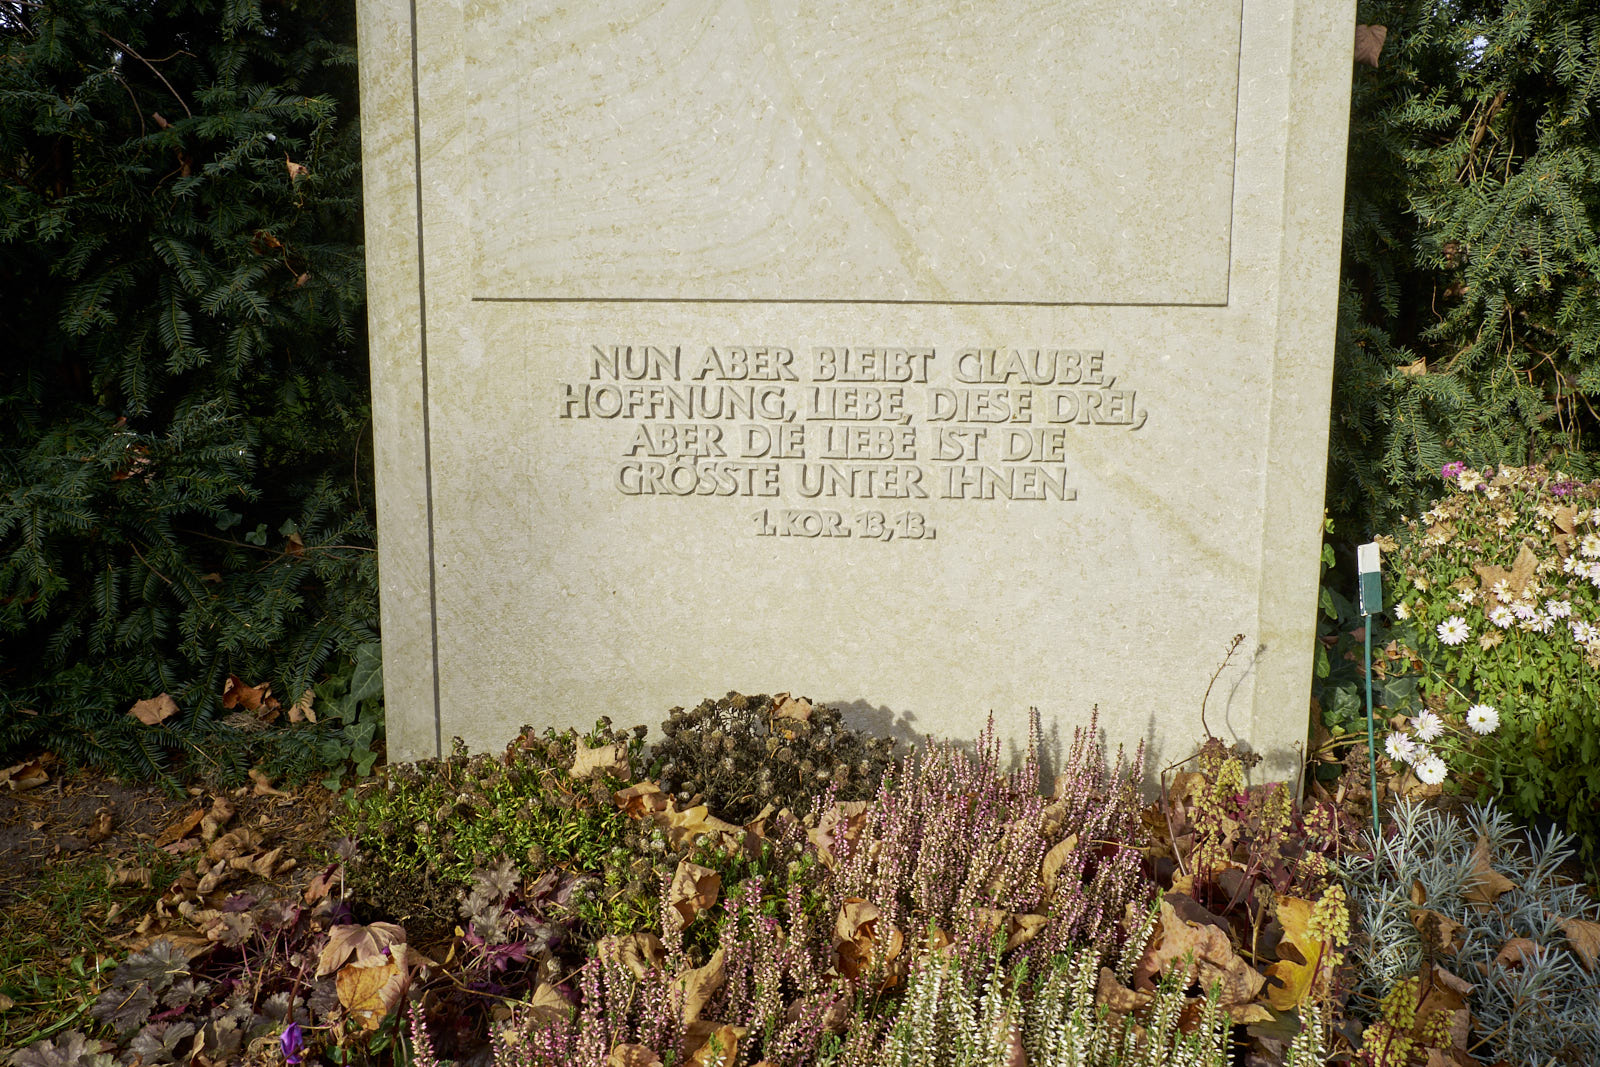 NUN ABER BLEIBT GLAUBE,
HOFFNUNG, LIEBE, DIESE DREI,
ABER DIE LIEBE IST DIE
GRÖSSTE UNTER IHNEN.
1. KOR. 13, 13.